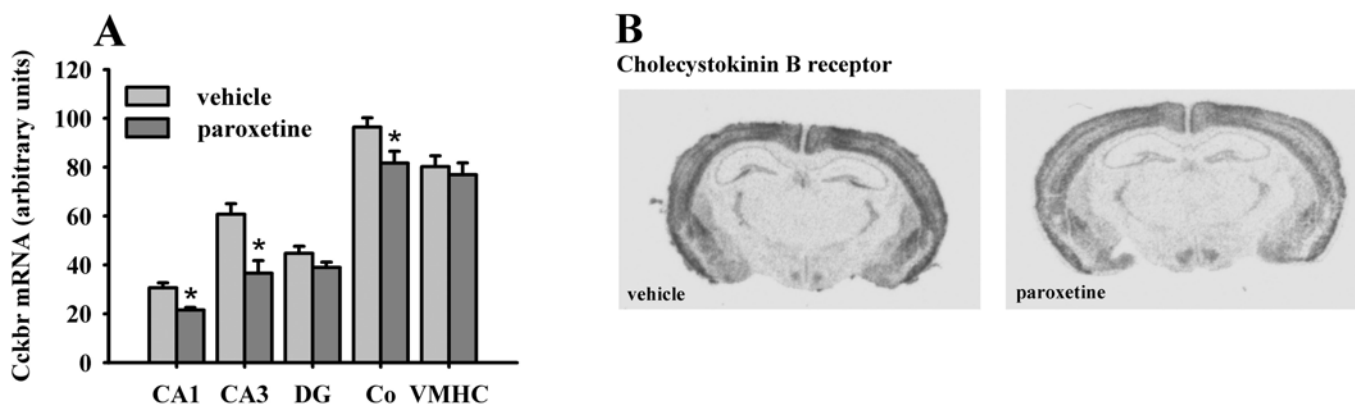 A
Cckbr mRNA (arbitrary units)
120
100
80
60
40
20
0
vehicle
paroxetine
*
*
*
CA1 CA3 DG Co VMHC
B
Cholecystokinin B receptor
vehicle
paroxetine